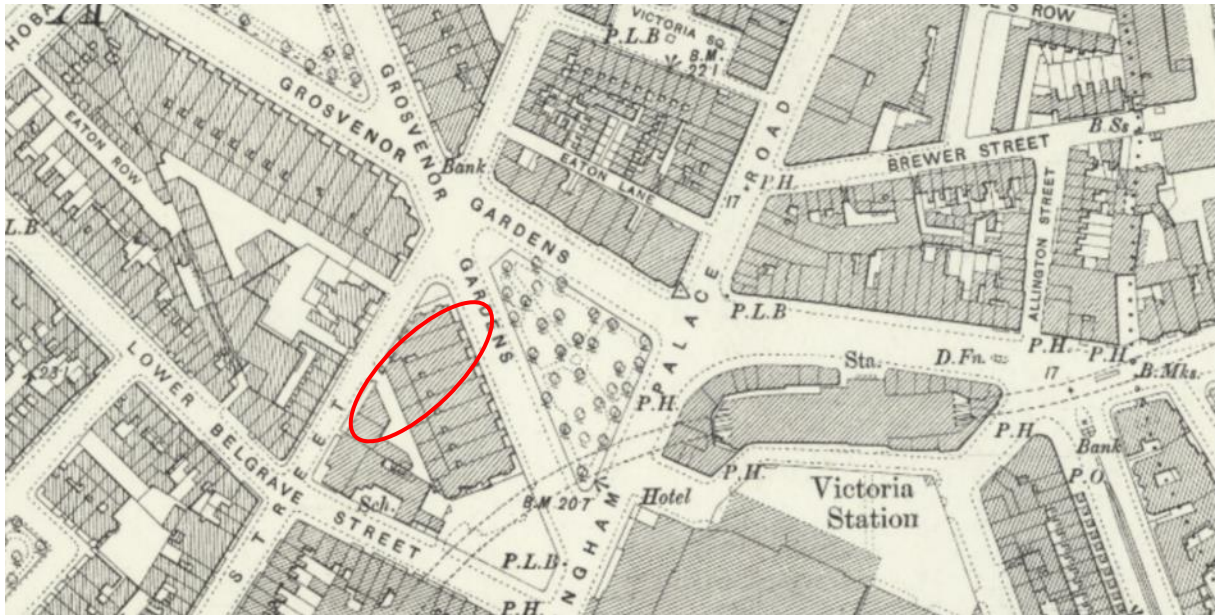 HOBA
GROSVENOR
GROSVENOR
GARDENS
GARDENS
EATON ROW
VICTORIA SQ.
P.L.B
B.M.
22.1
EATON LANE
Bank
PALACE ROAD
17
P.H.
S ROW
BREWER STREET
B.Ss
ALLINGTON STREET
P.L.B
Sta.
D.Fn.
P.H.
P.H.
17
B.Mks.
L.B
23.1
LOWER BELGRAVE STREET
STREET
Sch.
B.M. 20.7
P.L.B.
P.H.
P.H.
P.H.
Hotel
NGHAM
Victoria
Station
P.H.
Bank
P.O.